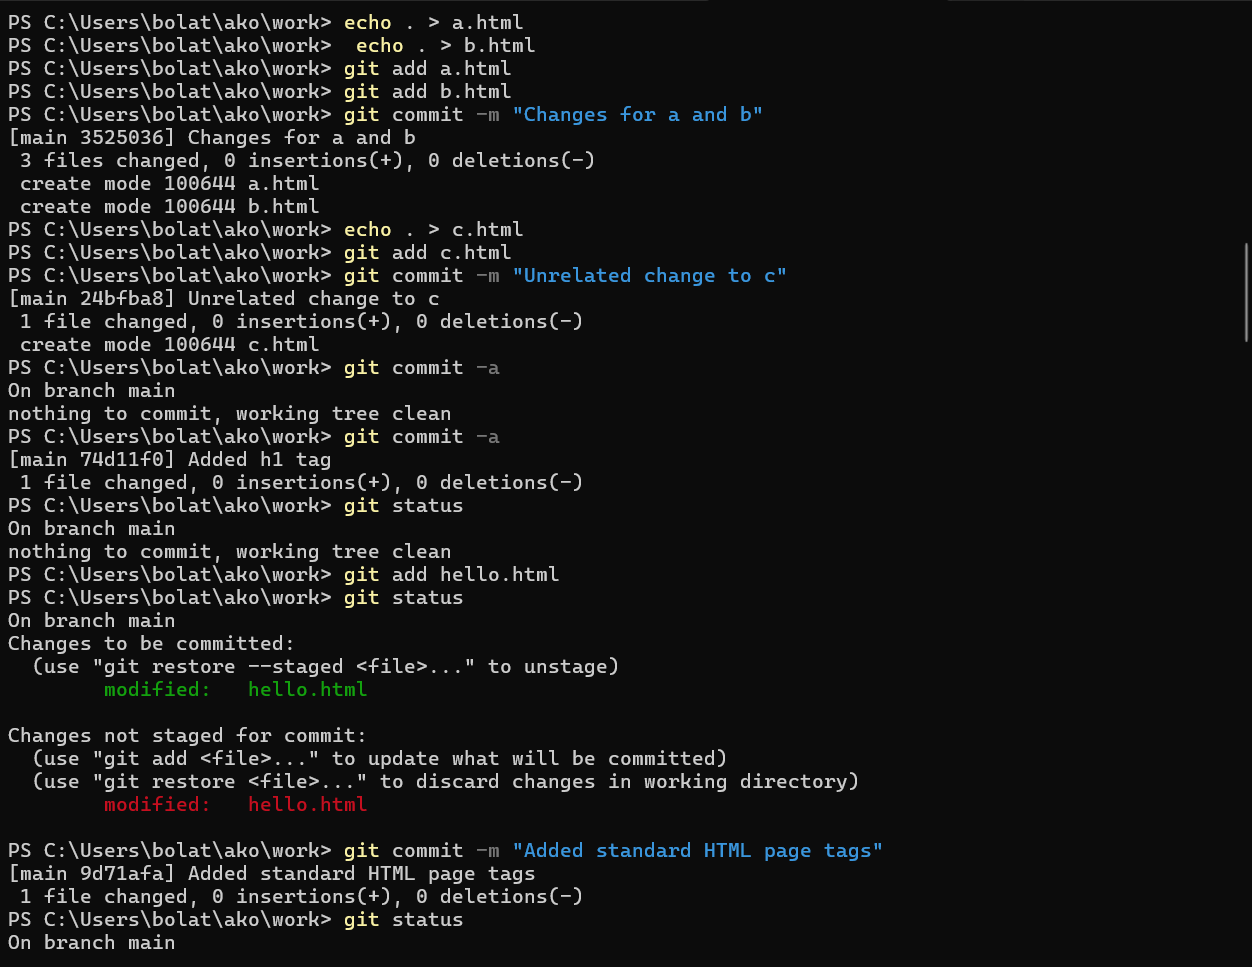 PS C:\Users\bolat\ako\work> echo . > a.html
PS C:\Users\bolat\ako\work>  echo . > b.html
PS C:\Users\bolat\ako\work> git add a.html
PS C:\Users\bolat\ako\work> git add b.html
PS C:\Users\bolat\ako\work> git commit -m "Changes for a and b"
[main 3525036] Changes for a and b
 3 files changed, 0 insertions(+), 0 deletions(-)
 create mode 100644 a.html
 create mode 100644 b.html
PS C:\Users\bolat\ako\work> echo . > c.html
PS C:\Users\bolat\ako\work> git add c.html
PS C:\Users\bolat\ako\work> git commit -m "Unrelated change to c"
[main 24bfba8] Unrelated change to c
 1 file changed, 0 insertions(+), 0 deletions(-)
 create mode 100644 c.html
PS C:\Users\bolat\ako\work> git commit -a
On branch main
nothing to commit, working tree clean
PS C:\Users\bolat\ako\work> git commit -a
[main 74d11f0] Added h1 tag
 1 file changed, 0 insertions(+), 0 deletions(-)
PS C:\Users\bolat\ako\work> git status
On branch main
nothing to commit, working tree clean
PS C:\Users\bolat\ako\work> git add hello.html
PS C:\Users\bolat\ako\work> git status
On branch main
Changes to be committed:
  (use "git restore --staged <file>..." to unstage)
        modified:   hello.html

Changes not staged for commit:
  (use "git add <file>..." to update what will be committed)
  (use "git restore <file>..." to discard changes in working directory)
        modified:   hello.html

PS C:\Users\bolat\ako\work> git commit -m "Added standard HTML page tags"
[main 9d71afa] Added standard HTML page tags
 1 file changed, 0 insertions(+), 0 deletions(-)
PS C:\Users\bolat\ako\work> git status
On branch main